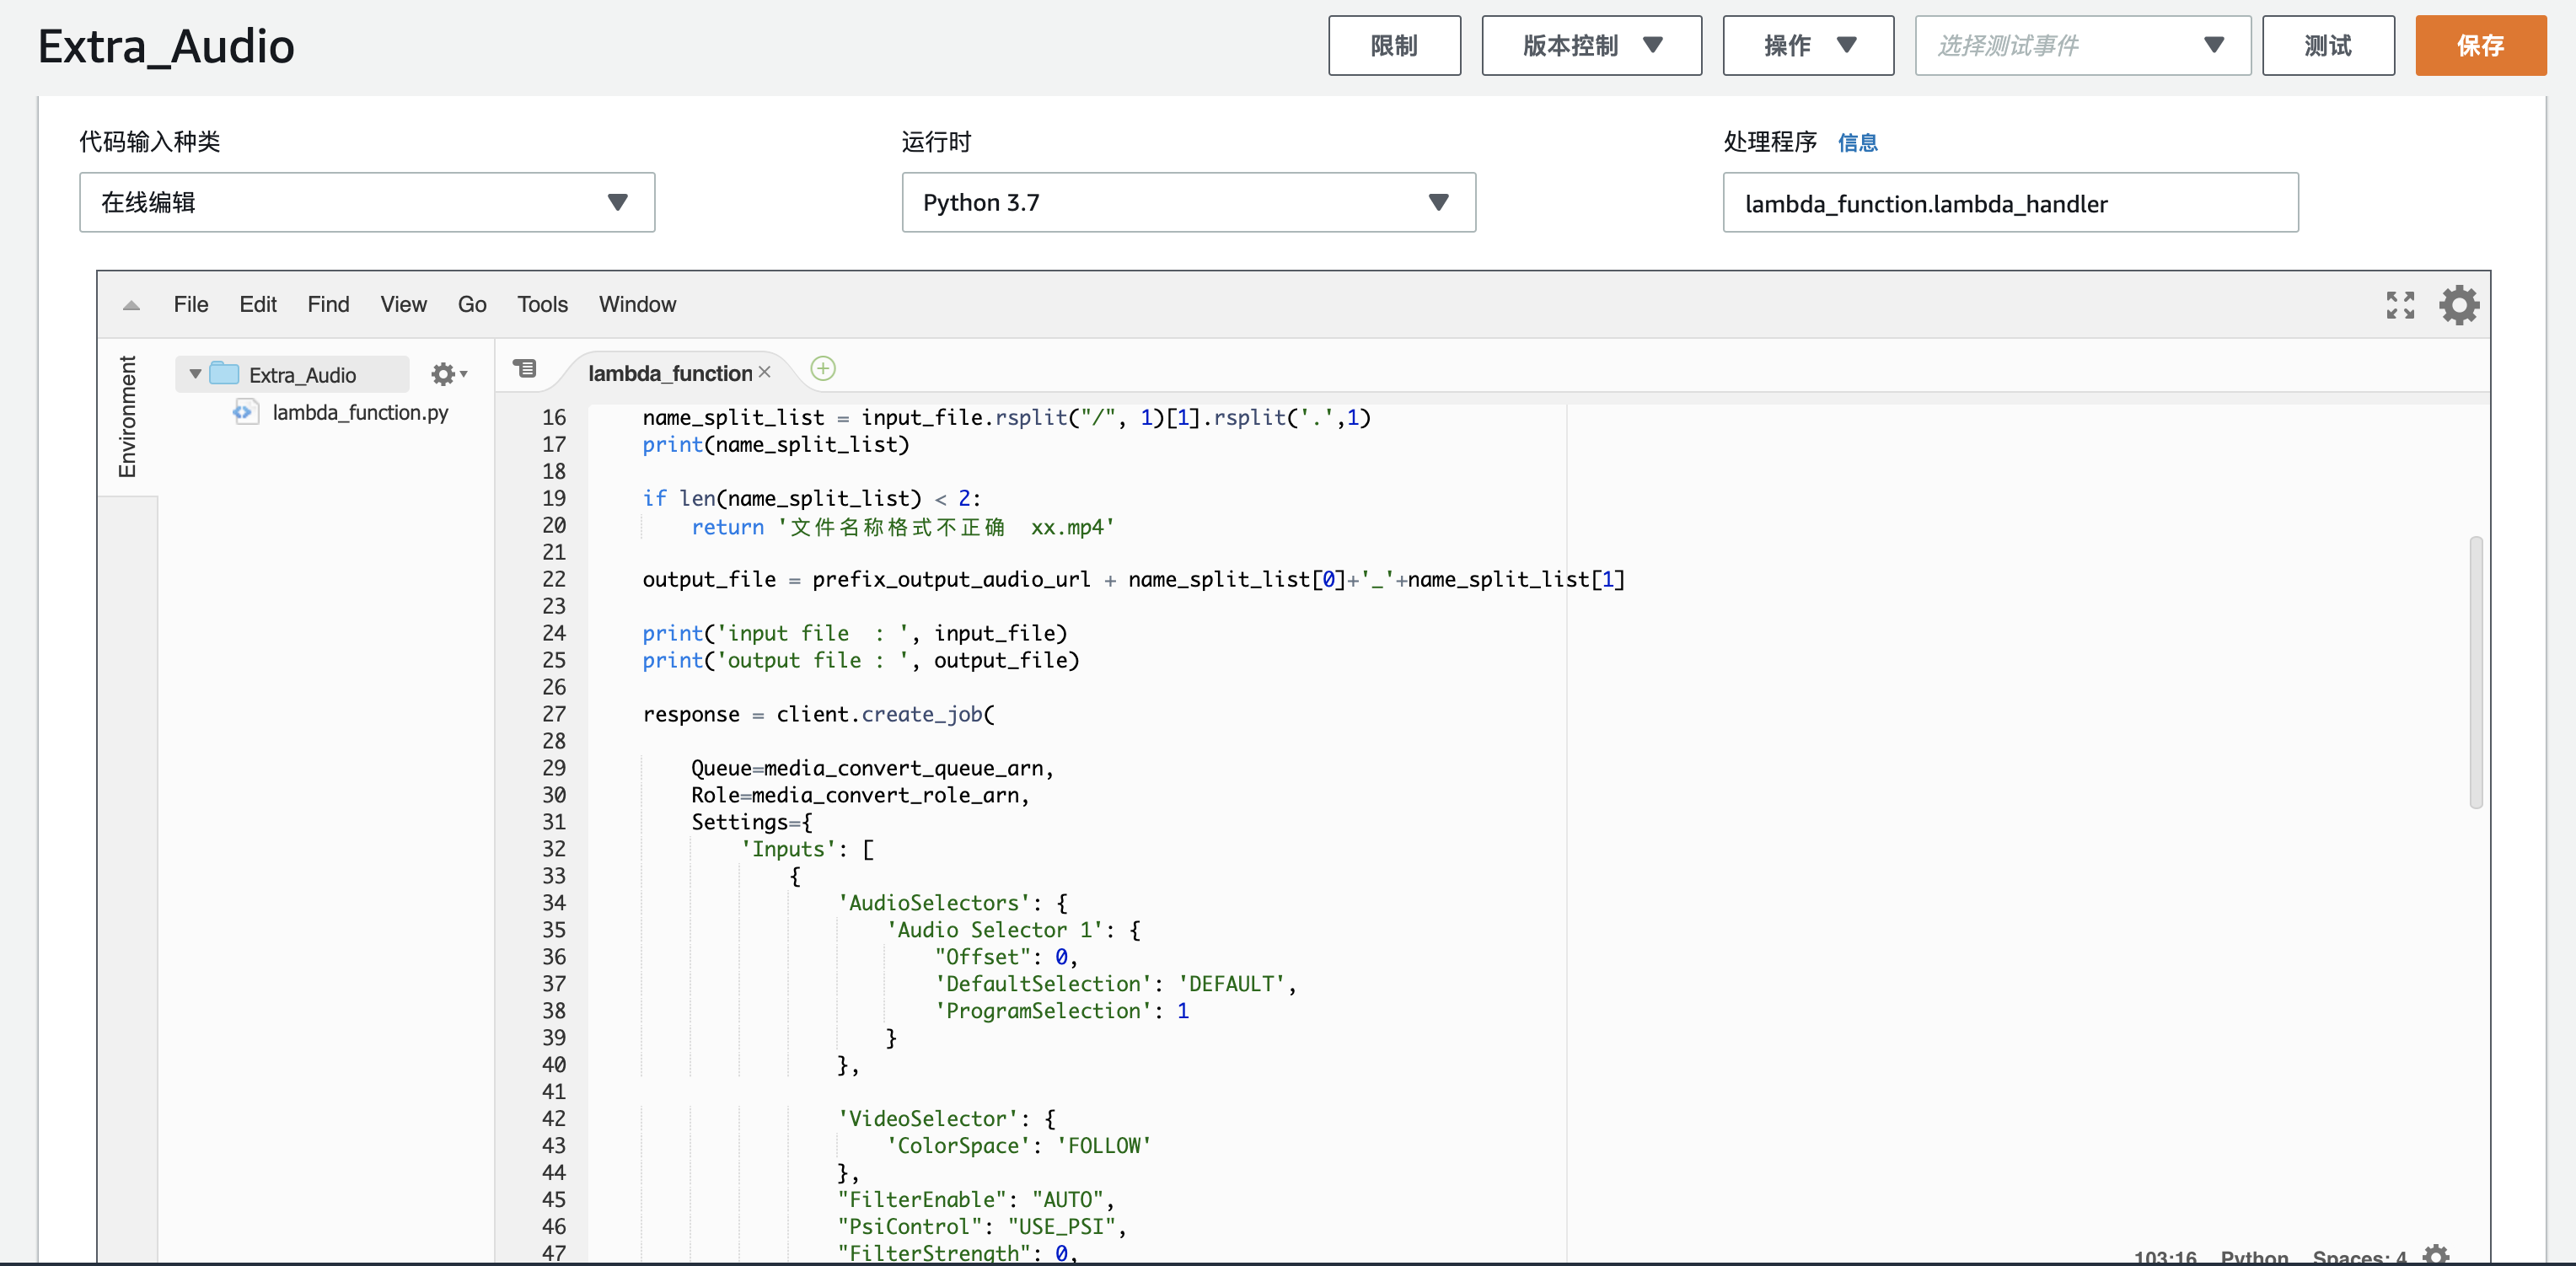 Extra_Audio
限制
版本控制
操作
选择测试事件
测试
保存
代码输入种类
运行时
处理程序 信息
在线编辑
Python 3.7
lambda_function.lambda_handler
File Edit Find View Go Tools Window
Environment
Extra_Audio
lambda_function.py
lambda_function
16 name_split_list = input_file.rsplit("/", 1)[1].rsplit('.',1)
17 print(name_split_list)
18
19 if len(name_split_list) < 2:
20 return '文件名称格式不正确  xx.mp4'
21
22 output_file = prefix_output_audio_url + name_split_list[0]+'_'+name_split_list[1]
23
24 print('input file  : ', input_file)
25 print('output file : ', output_file)
26
27 response = client.create_job(
28
29 Queue=media_convert_queue_arn,
30 Role=media_convert_role_arn,
31 Settings={
32 'Inputs': [
33 {
34 'AudioSelectors': {
35 'Audio Selector 1': {
36 "Offset": 0,
37 'DefaultSelection': 'DEFAULT',
38 'ProgramSelection': 1
39 }
40 },
41
42 'VideoSelector': {
43 'ColorSpace': 'FOLLOW'
44 },
45 "FilterEnable": "AUTO",
46 "PsiControl": "USE_PSI",
47 "FilterStrength": 0,
103:16 Python Spaces: 4